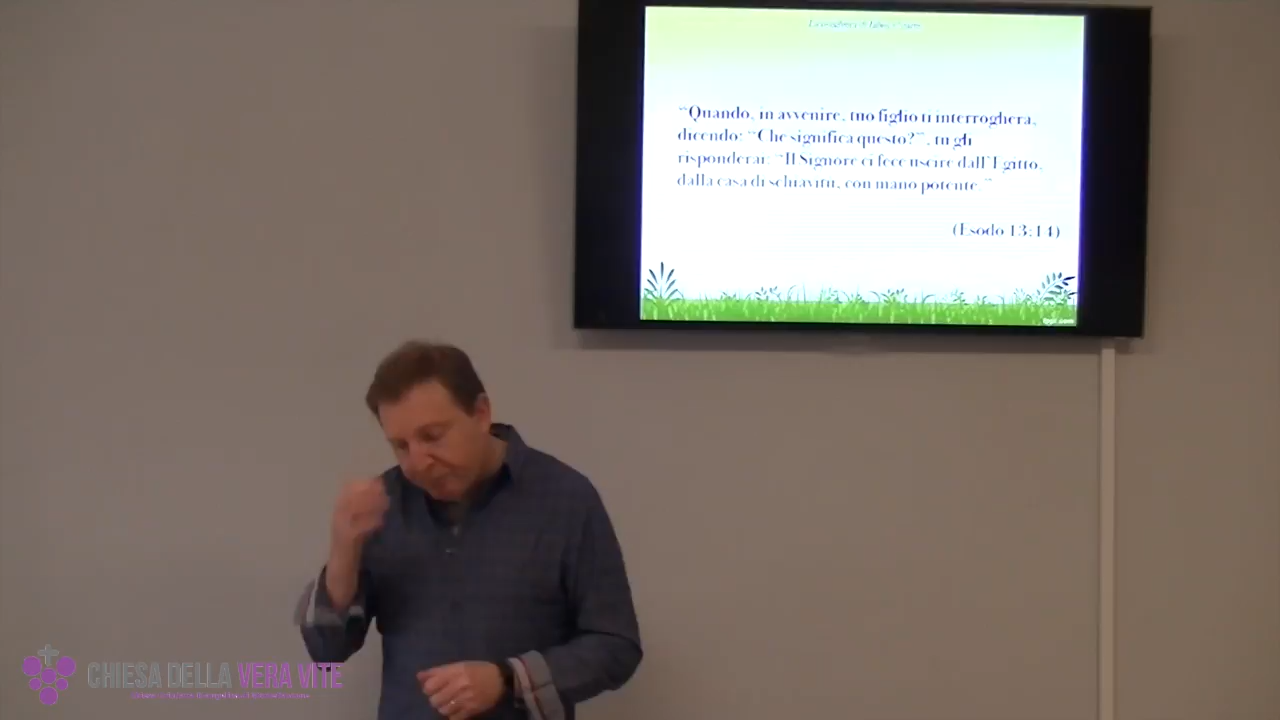 “Quando, in avvenire, tuo figlio ti interrogherà,
dicendo: “Che significa questo?”, tu gli
risponderai: “Il Signore ci fece uscire dall’Egitto,
dalla casa di schiavitù, con mano potente.”
(Esodo 13:14)
CHIESA DELLA VERA VITE